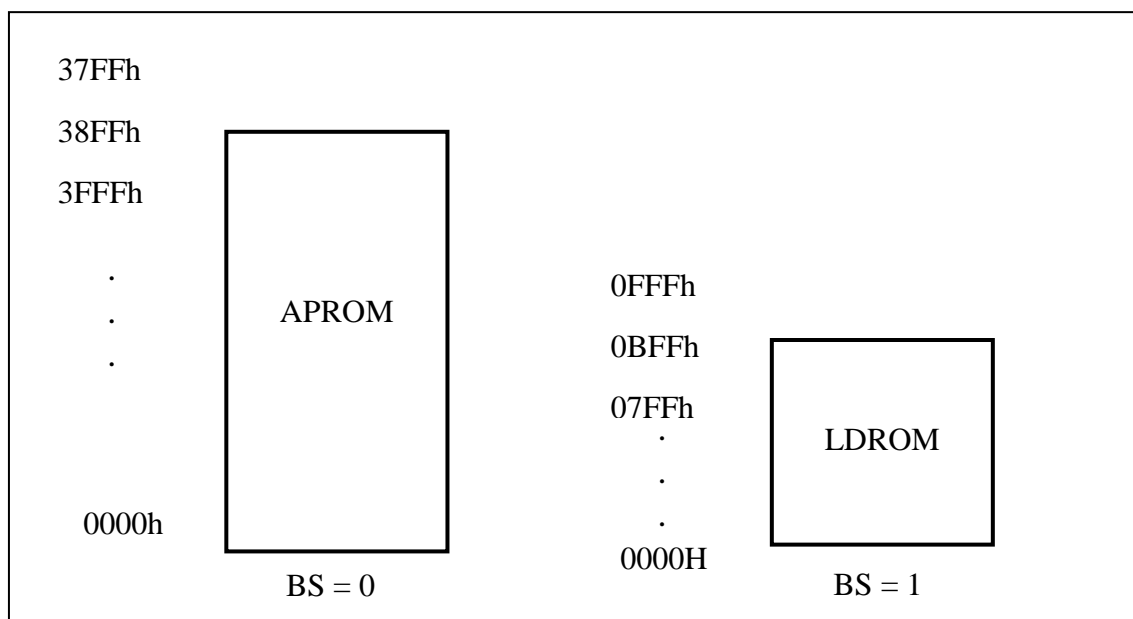 37FFh
38FFh
3FFFh
.
.
.
0000h
APROM
BS = 0
0FFFh
0BFFh
07FFh
.
.
.
0000H
LDROM
BS = 1